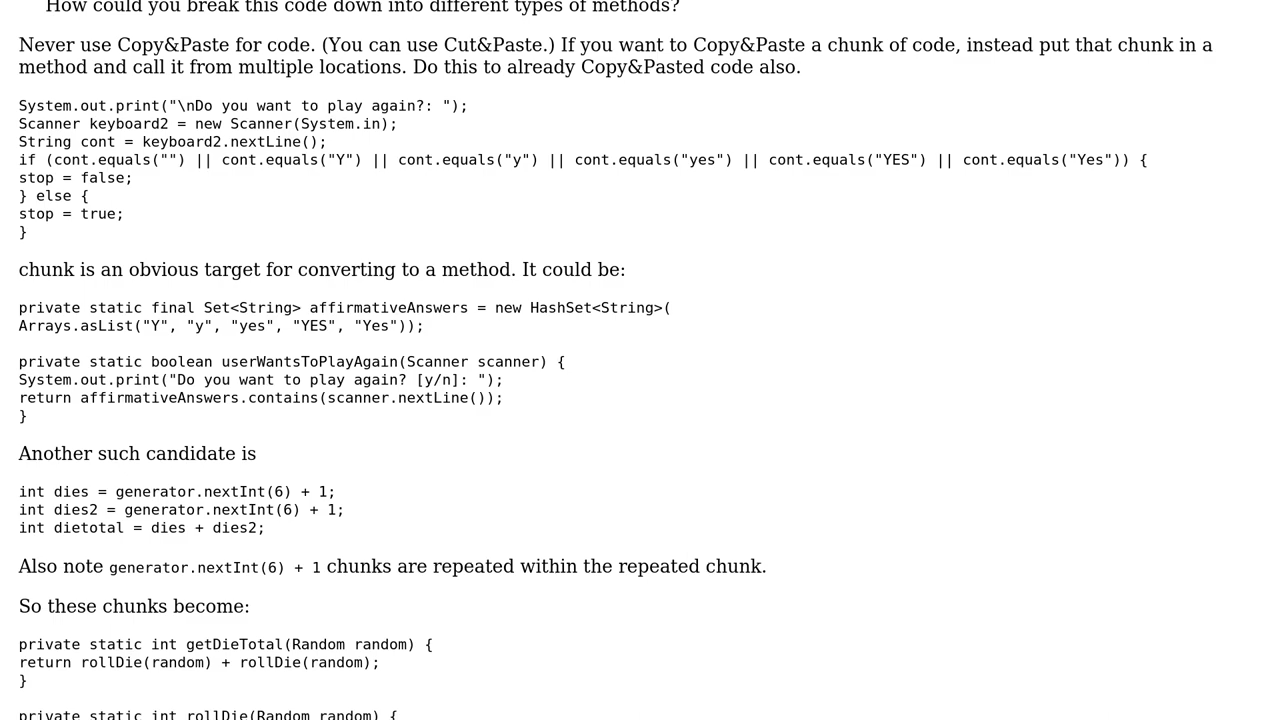 How could you break this code down into different types of methods?
Never use Copy&Paste for code. (You can use Cut&Paste.) If you want to Copy&Paste a chunk of code, instead put that chunk in a
method and call it from multiple locations. Do this to already Copy&Pasted code also.
System.out.print("\nDo you want to play again?: ");
Scanner keyboard2 = new Scanner(System.in);
String cont = keyboard2.nextLine();
if (cont.equals("") || cont.equals("Y") || cont.equals("y") || cont.equals("yes") || cont.equals("YES") || cont.equals("Yes")) {
stop = false;
} else {
stop = true;
}
chunk is an obvious target for converting to a method. It could be:
private static final Set<String> affirmativeAnswers = new HashSet<String>(
Arrays.asList("Y", "y", "yes", "YES", "Yes"));
private static boolean userWantsToPlayAgain(Scanner scanner) {
System.out.print("Do you want to play again? [y/n]: ");
return affirmativeAnswers.contains(scanner.nextLine());
}
Another such candidate is
int dies = generator.nextInt(6) + 1;
int dies2 = generator.nextInt(6) + 1;
int dietotal = dies + dies2;
Also note generator.nextInt(6) + 1 chunks are repeated within the repeated chunk.
So these chunks become:
private static int getDieTotal(Random random) {
return rollDie(random) + rollDie(random);
}
private static int rollDie(Random random) {